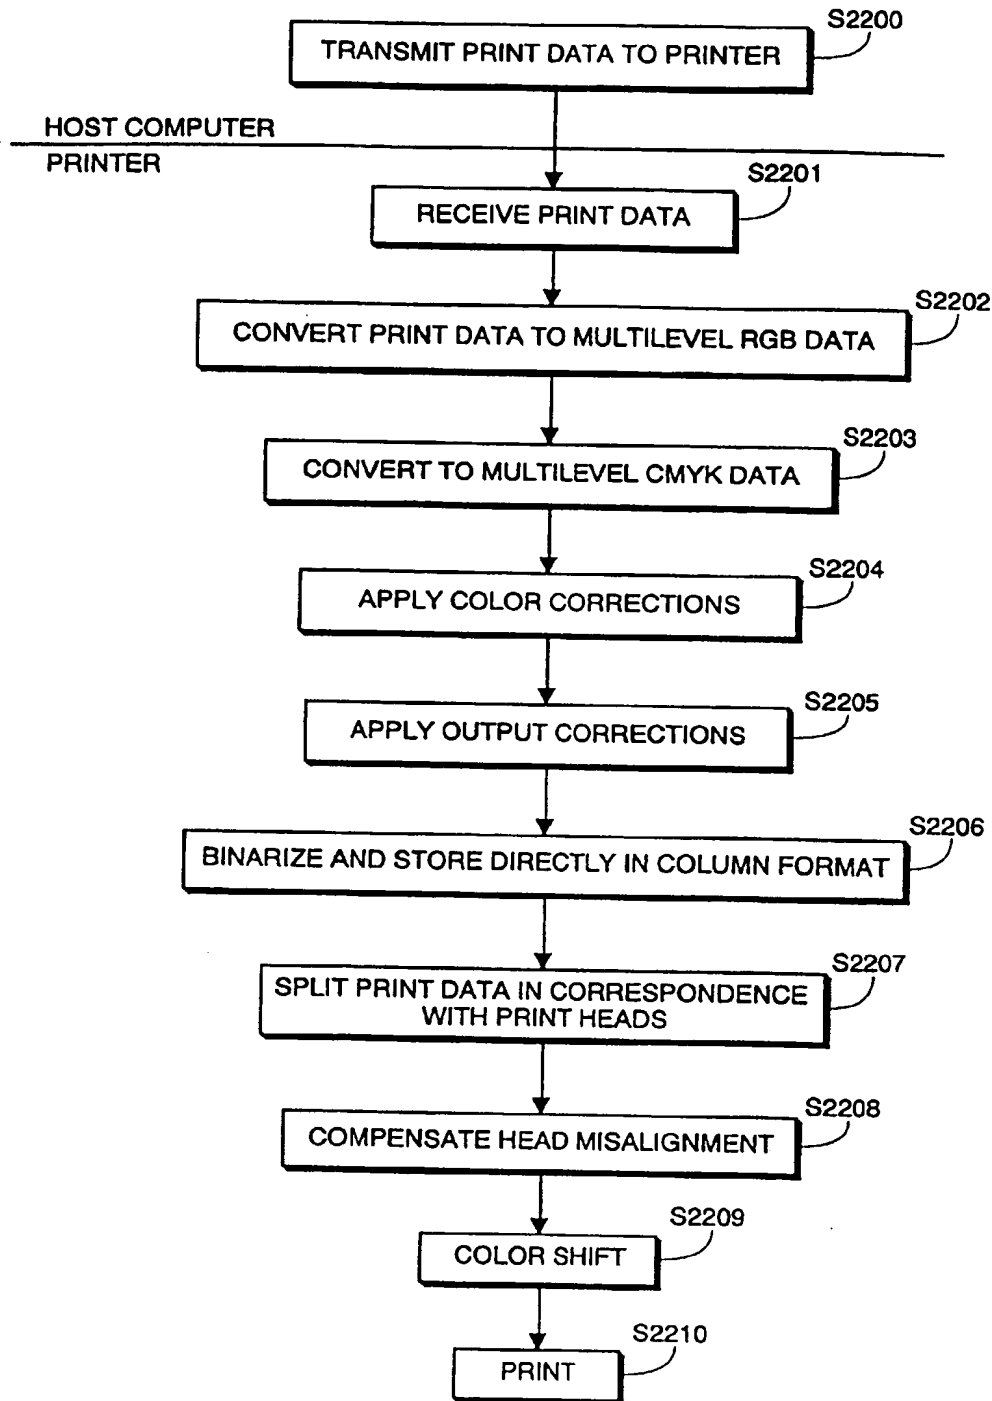 S2200
TRANSMIT PRINT DATA TO PRINTER
HOST COMPUTER
PRINTER
S2201
RECEIVE PRINT DATA
S2202
CONVERT PRINT DATA TO MULTILEVEL RGB DATA
S2203
CONVERT TO MULTILEVEL CMYK DATA
S2204
APPLY COLOR CORRECTIONS
S2205
APPLY OUTPUT CORRECTIONS
S2206
BINARIZE AND STORE DIRECTLY IN COLUMN FORMAT
S2207
SPLIT PRINT DATA IN CORRESPONDENCE
WITH PRINT HEADS
S2208
COMPENSATE HEAD MISALIGNMENT
S2209
COLOR SHIFT
S2210
PRINT